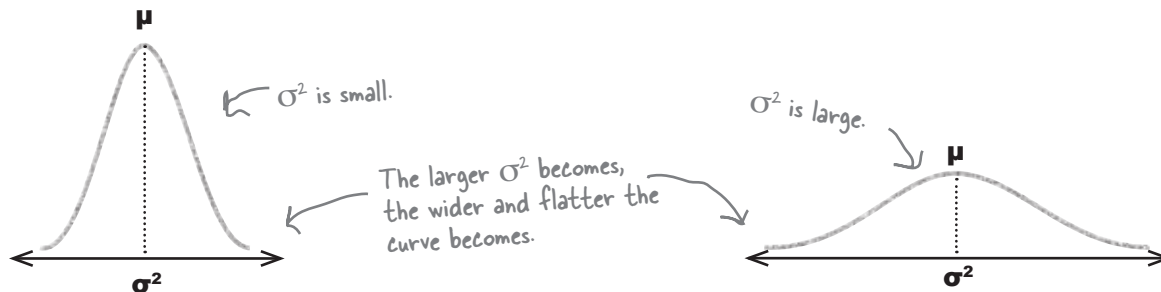 μ
σ² is small.
The larger σ² becomes,
the wider and flatter the
curve becomes.
σ²
σ² is large.
μ
σ²